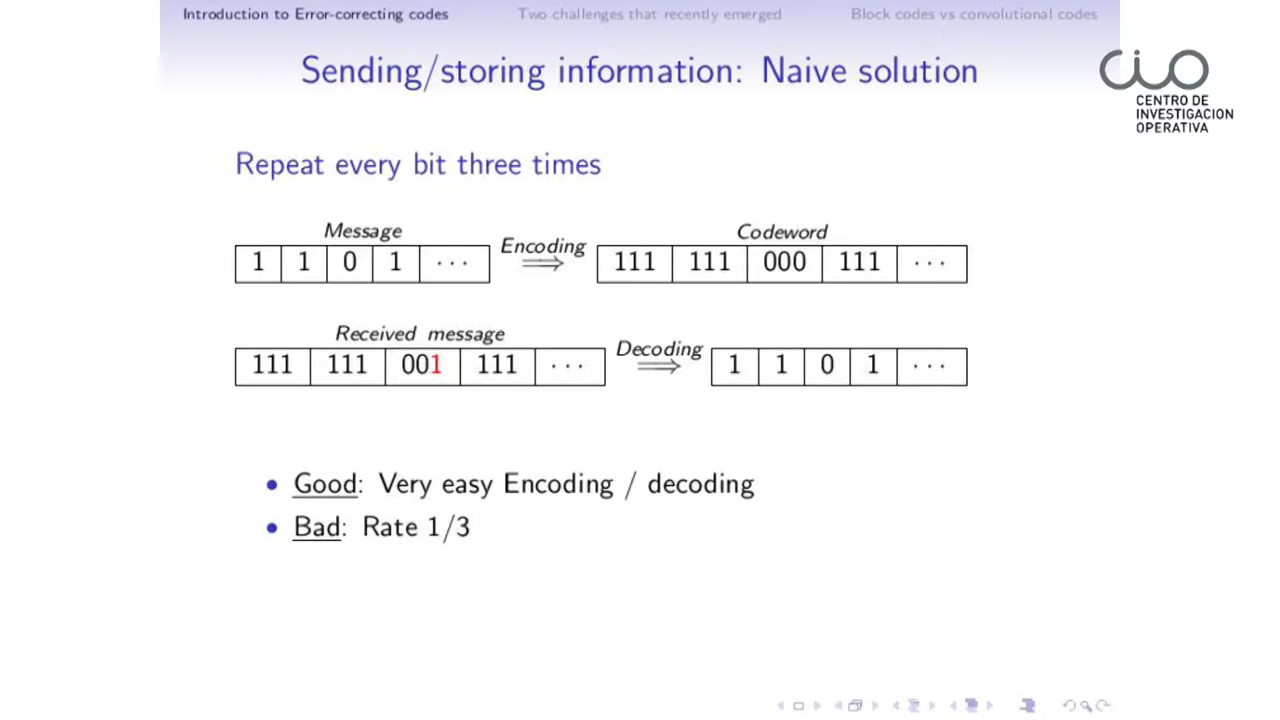 Introduction to Error-correcting codes Two challenges that recently emerged Block codes vs convolutional codes
Sending/storing information: Naive solution
CIO
CENTRO DE
INVESTIGACION
OPERATIVA
Repeat every bit three times
Message Encoding Codeword
1 1 0 1 ··· ⟹ 111 111 000 111 ···
Received message Decoding
111 111 001 111 ··· ⟹ 1 1 0 1 ···
• Good: Very easy Encoding / decoding
• Bad: Rate 1/3